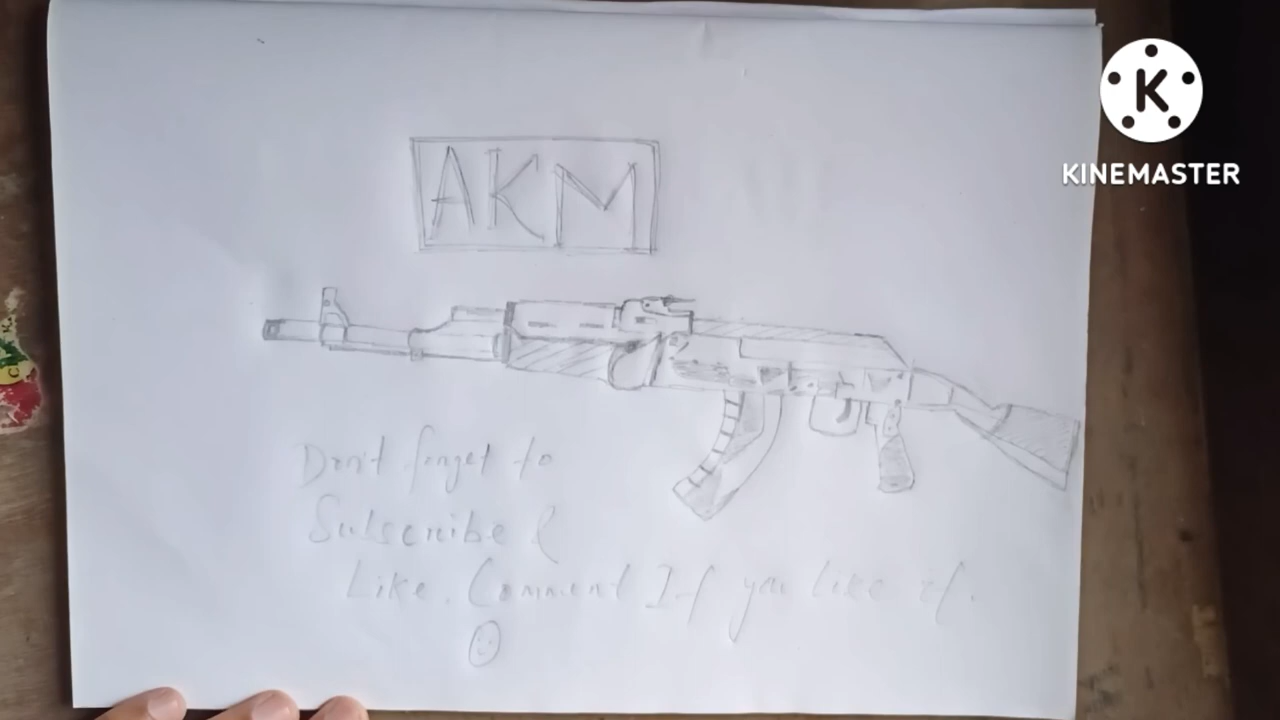 AKM
K
KINEMASTER
Don't forget to
Subscribe &
Like, Comment If you like it.